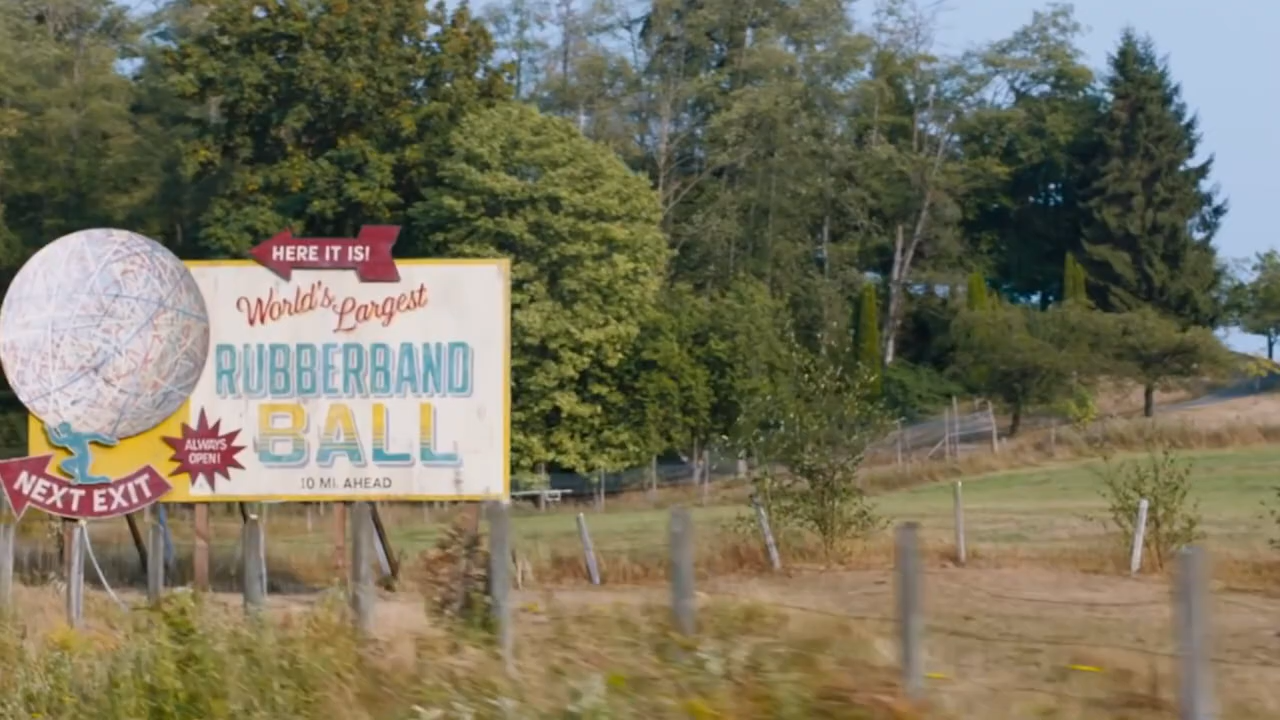 HERE IT IS!
World's Largest
RUBBERBAND
BALL
ALWAYS
OPEN!
NEXT EXIT
10 MI. AHEAD